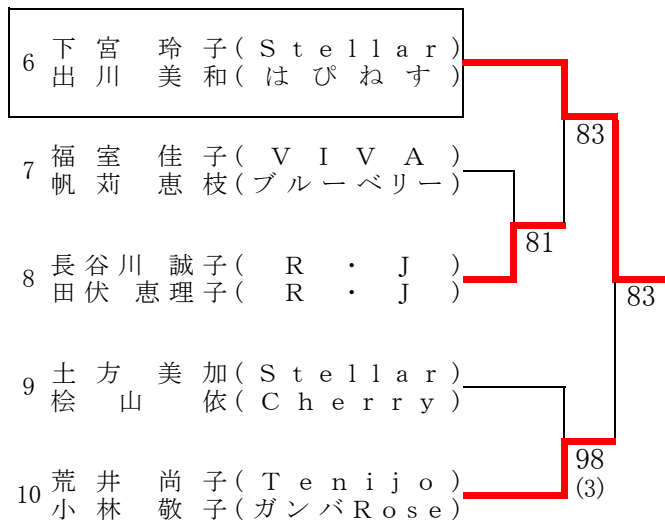 6 下宮 玲子(Stellar)
出川 美和(はぴねす)
83
7 福室 佳子(VIVA)
帆苅 恵枝(ブルーベリー)
81
8 長谷川 誠子(R・J)
田伏 恵理子(R・J)
83
9 土方 美加(Stellar)
桧山 依(Cherry)
98
(3)
10 荒井 尚子(Tenijo)
小林 敬子(ガンバRose)